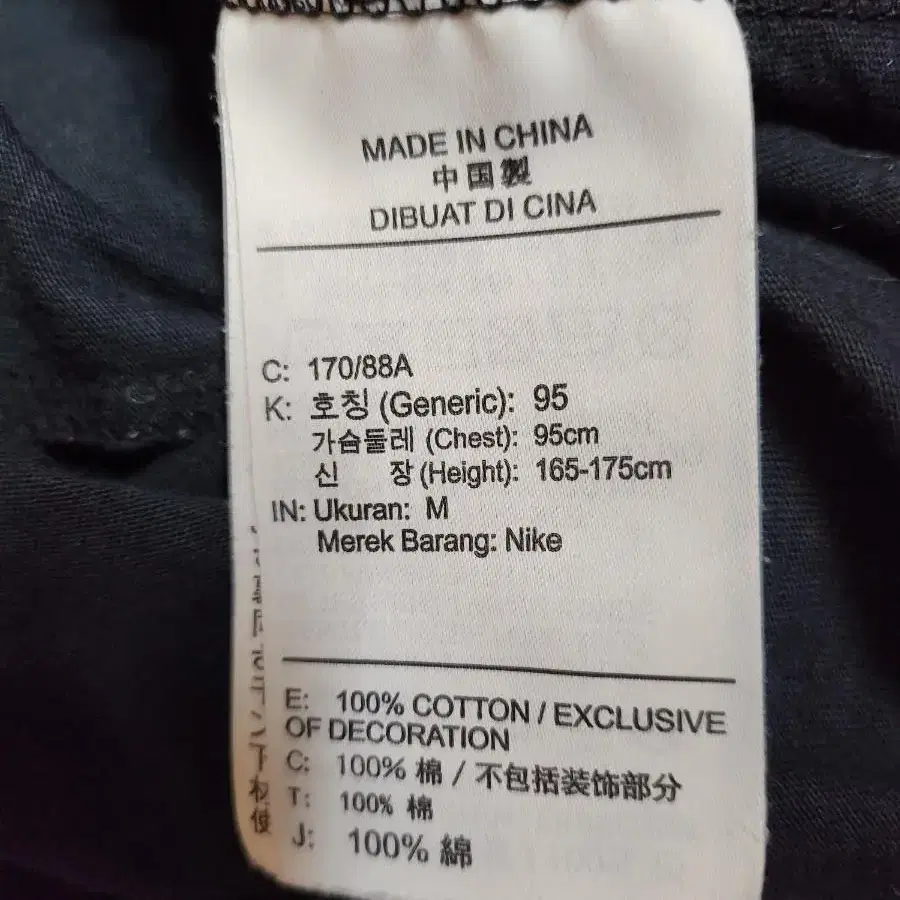 MADE IN CHINA
中国製
DIBUAT DI CINA
C: 170/88A
K: 호칭 (Generic): 95
가슴둘레 (Chest): 95cm
신 장 (Height): 165-175cm
IN: Ukuran: M
Merek Barang: Nike
E: 100% COTTON / EXCLUSIVE
OF DECORATION
C: 100% 棉 / 不包括装饰部分
T: 100% 棉
J: 100% 綿